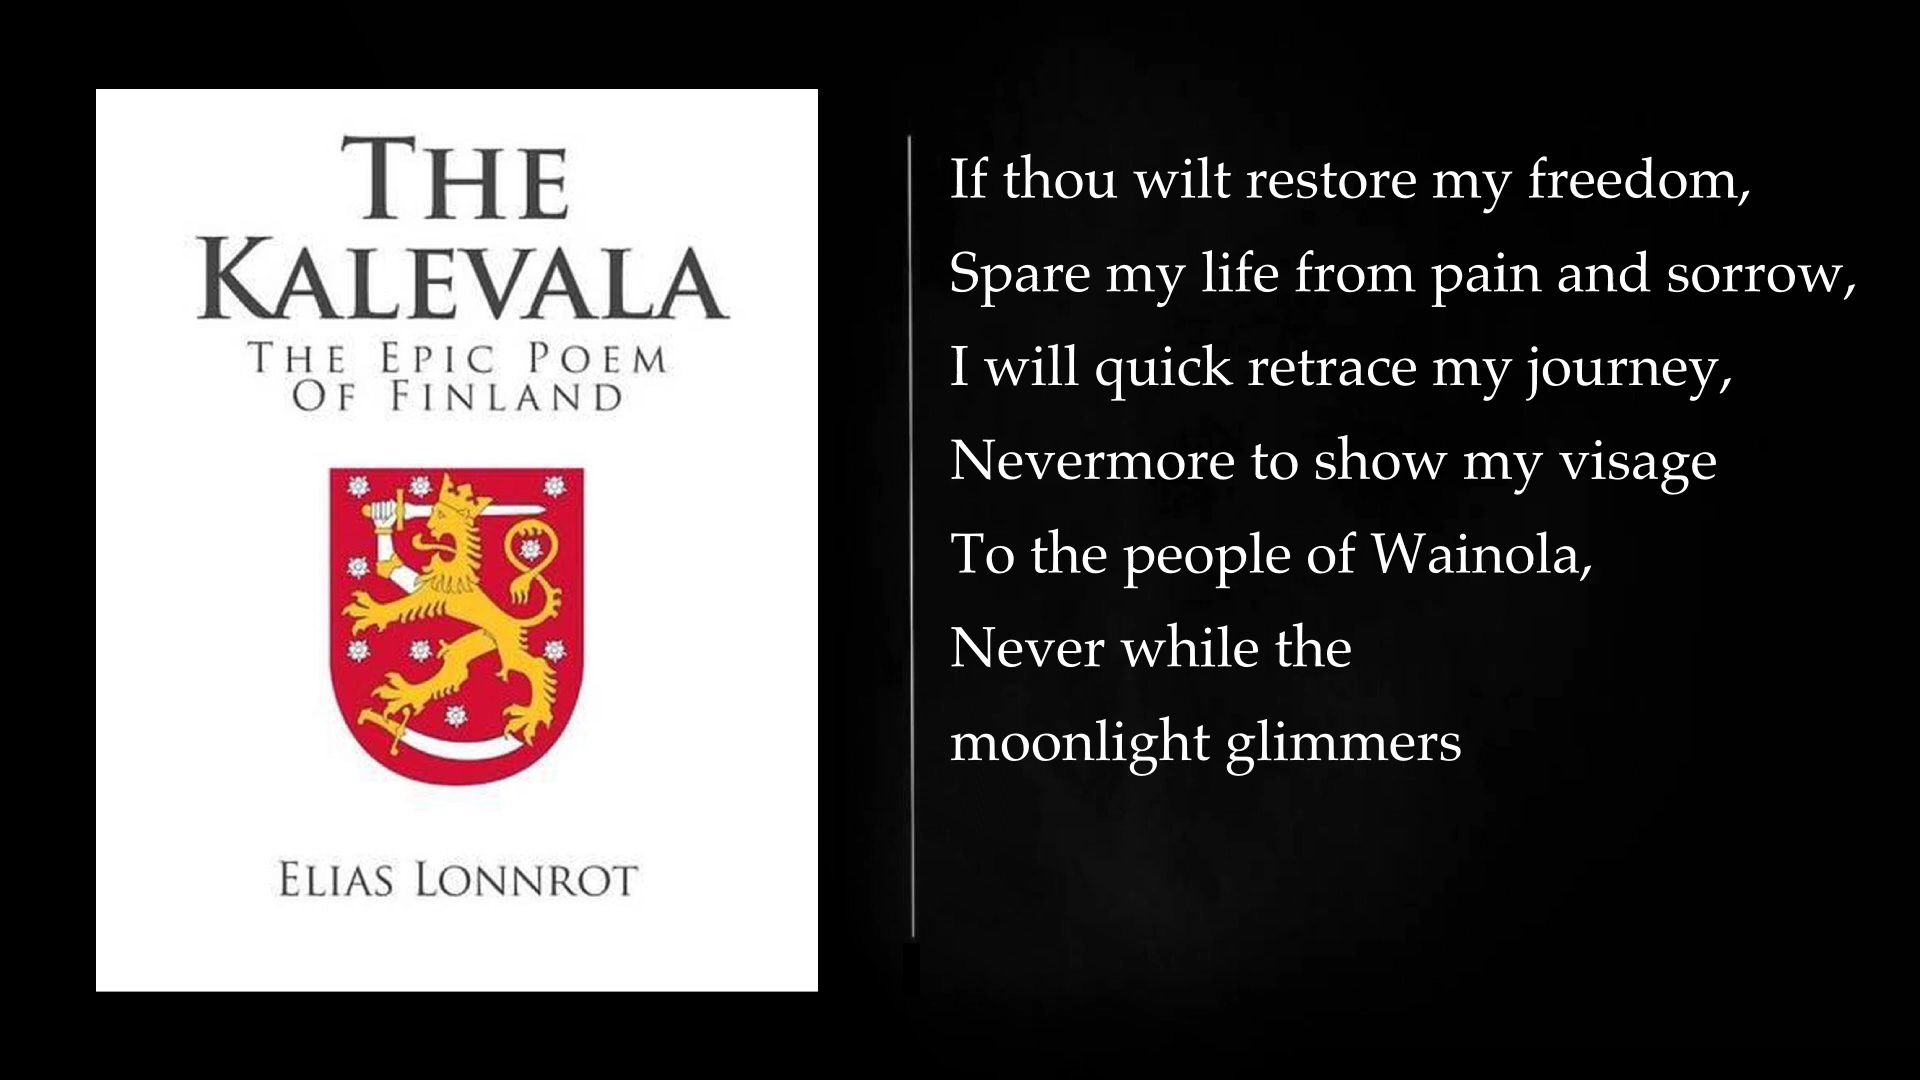 THE
KALEVALA
THE EPIC POEM
OF FINLAND
ELIAS LONNROT
If thou wilt restore my freedom,
Spare my life from pain and sorrow,
I will quick retrace my journey,
Nevermore to show my visage
To the people of Wainola,
Never while the
moonlight glimmers